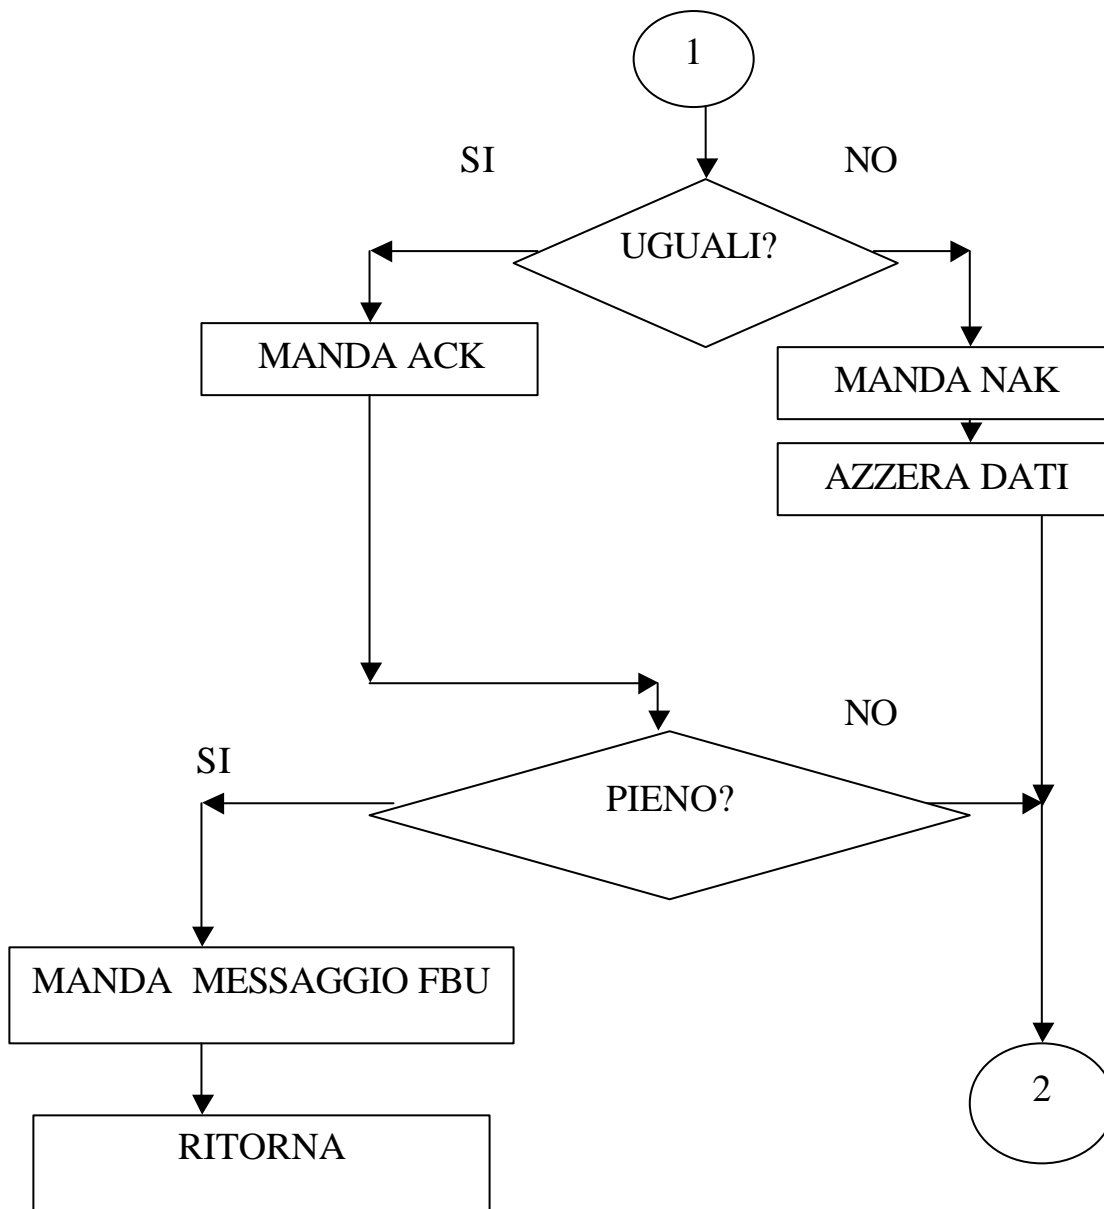 1
SI
NO
UGUALI?
MANDA ACK
MANDA NAK
AZZERA DATI
NO
SI
PIENO?
MANDA  MESSAGGIO FBU
2
RITORNA